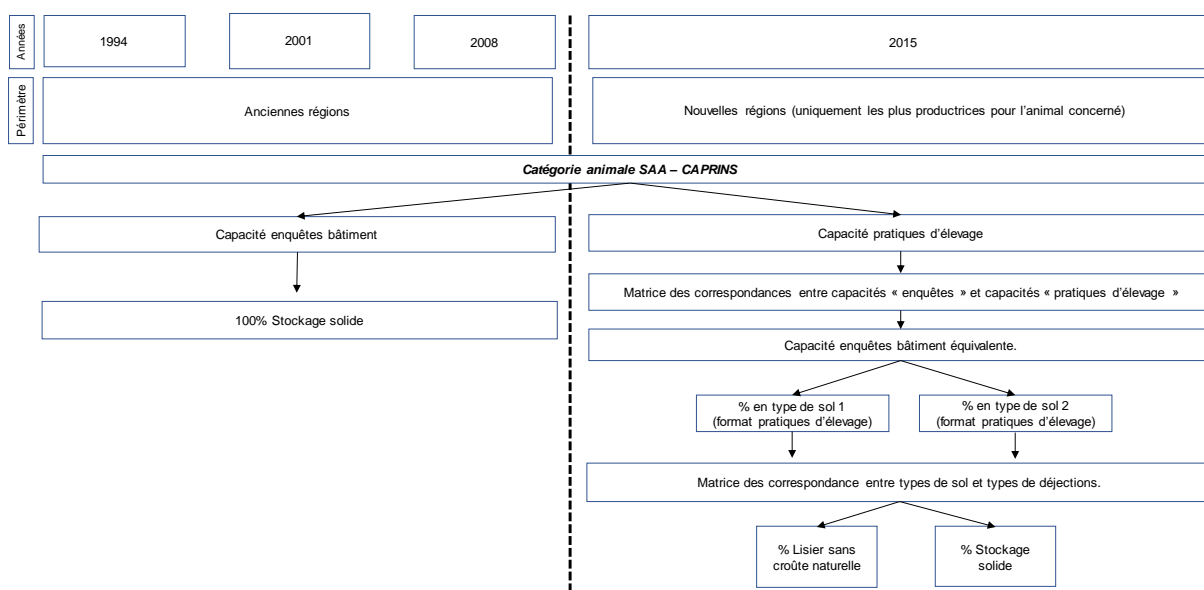 Années
1994
2001
2008
2015
Périmètre
Anciennes régions
Nouvelles régions (uniquement les plus productrices pour l'animal concerné)
Catégorie animale SAA – CAPRINS
Capacité enquêtes bâtiment
Capacité pratiques d'élevage
100% Stockage solide
Matrice des correspondances entre capacités « enquêtes » et capacités « pratiques d'élevage »
Capacité enquêtes bâtiment équivalente.
% en type de sol 1
(format pratiques d'élevage)
% en type de sol 2
(format pratiques d'élevage)
Matrice des correspondance entre types de sol et types de déjections.
% Lisier sans
croûte naturelle
% Stockage
solide